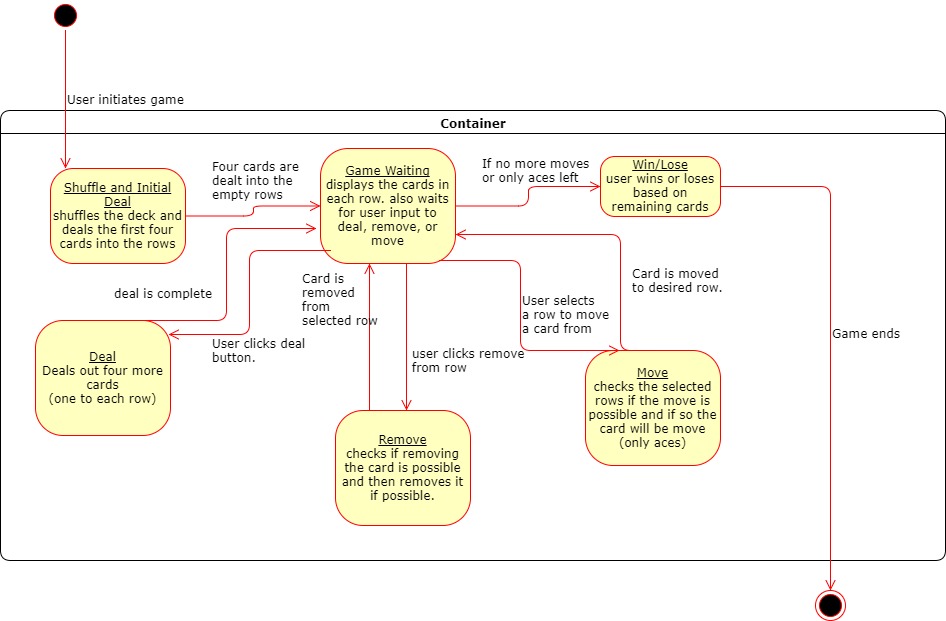 User initiates game
Container
Shuffle and Initial
Deal
shuffles the deck and
deals the first four
cards into the rows
Four cards are
dealt into the
empty rows
Game Waiting
displays the cards in
each row. also waits
for user input to
deal, remove, or
move
If no more moves
or only aces left
Win/Lose
user wins or loses
based on
remaining cards
deal is complete
User clicks deal
button.
Card is
removed
from
selected row
User selects
a row to move
a card from
Card is moved
to desired row.
Game ends
user clicks remove
from row
Deal
Deals out four more
cards
(one to each row)
Remove
checks if removing
the card is possible
and then removes it
if possible.
Move
checks the selected
rows if the move is
possible and if so the
card will be move
(only aces)